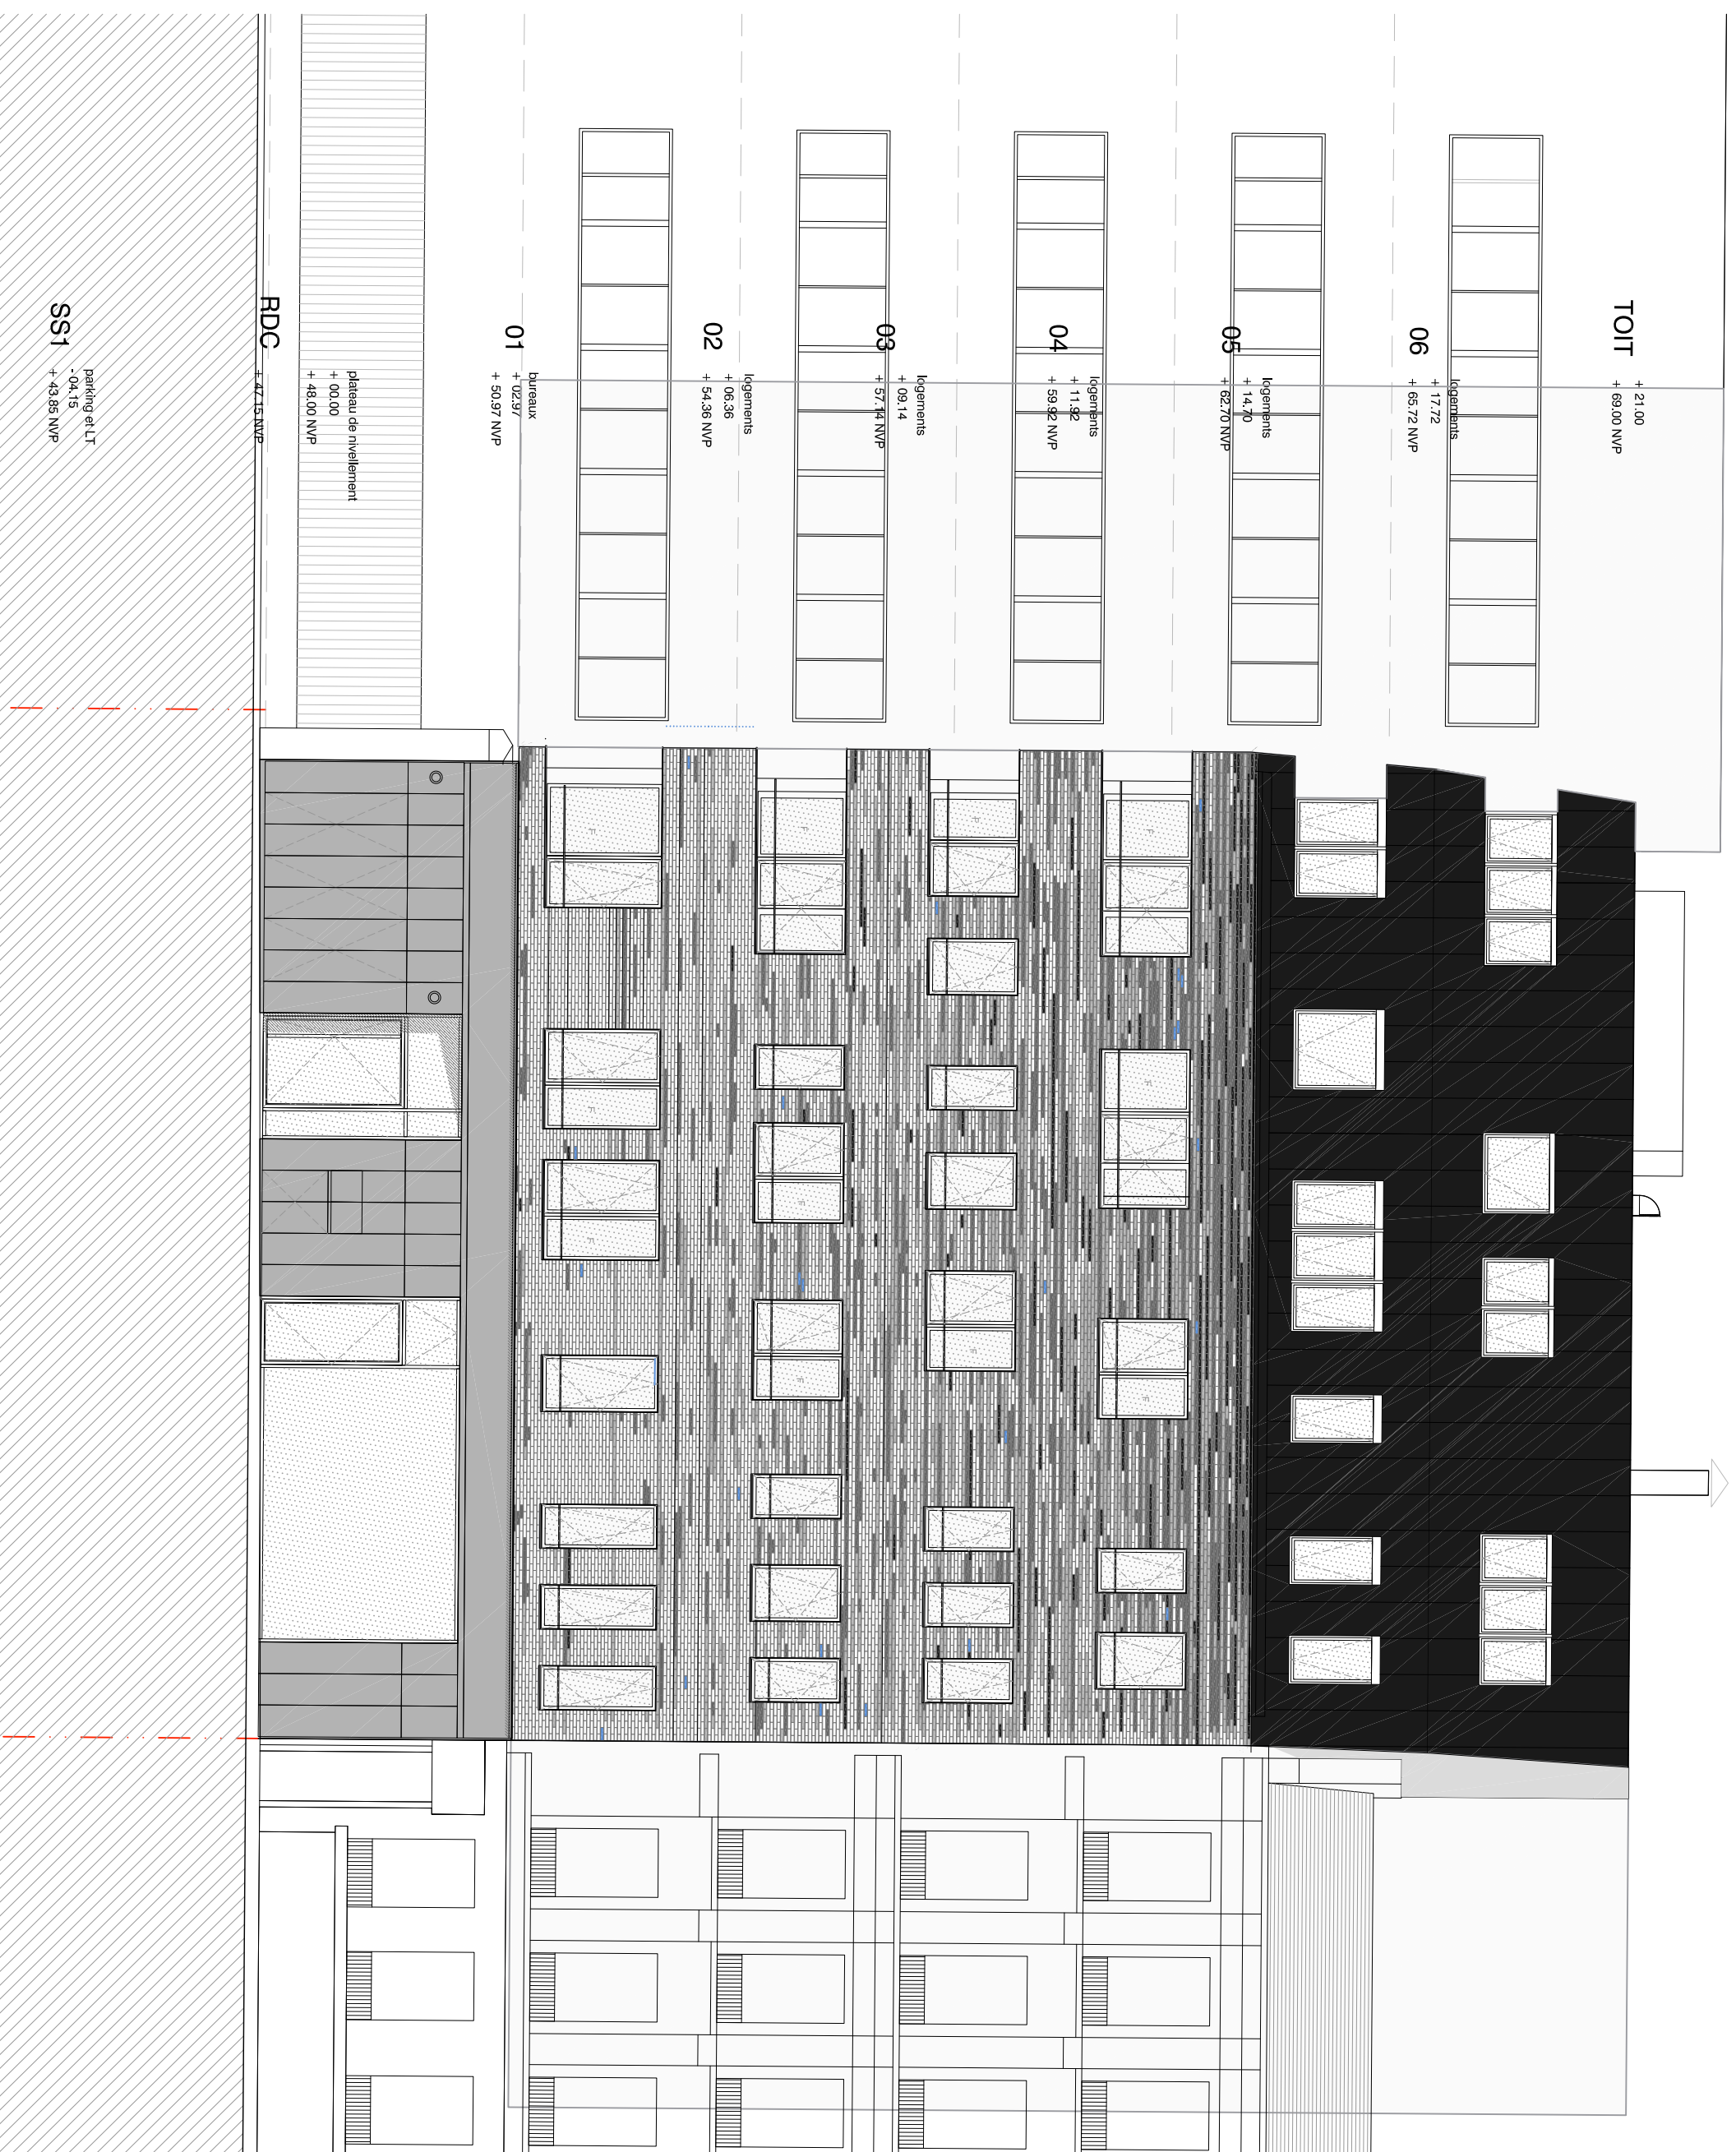 TOIT
+ 21.00
+ 69.00 NVP
06
logements
+ 17.72
+ 65.72 NVP
05
logements
+ 14.70
+ 62.70 NVP
04
logements
+ 11.92
+ 59.92 NVP
03
logements
+ 09.14
+ 57.14 NVP
02
logements
+ 06.36
+ 54.36 NVP
01
bureaux
+ 02.97
+ 50.97 NVP
plateau de nivellement
+ 00.00
+ 48.00 NVP
RDC
+ 47.15 NVP
SS1
parking et LT
- 04.15
+ 43.85 NVP
F
F
F
F
F
F
F
F
F
F
F